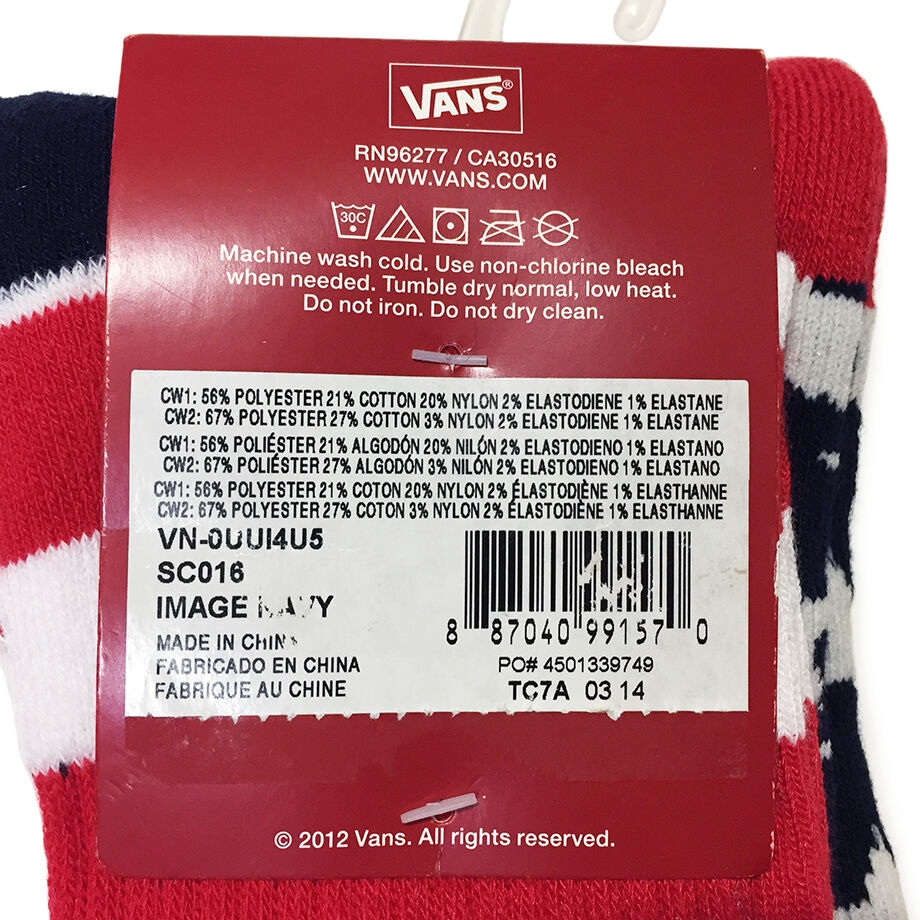 VANS®
RN96277 / CA30516
WWW.VANS.COM
30C
Machine wash cold. Use non-chlorine bleach
when needed. Tumble dry normal, low heat.
Do not iron. Do not dry clean.
CW1: 56% POLYESTER 21% COTTON 20% NYLON 2% ELASTODIENE 1% ELASTANE
CW2: 67% POLYESTER 27% COTTON 3% NYLON 2% ELASTODIENE 1% ELASTANE
CW1: 56% POLIÉSTER 21% ALGODÓN 20% NILÓN 2% ELASTODIENO 1% ELASTANO
CW2: 67% POLIÉSTER 27% ALGODÓN 3% NILÓN 2% ELASTODIENO 1% ELASTANO
CW1: 56% POLYESTER 21% COTON 20% NYLON 2% ÉLASTODIÈNE 1% ELASTHANNE
CW2: 67% POLYESTER 27% COTON 3% NYLON 2% ÉLASTODIÈNE 1% ELASTHANNE
VN-0UUI4U5
SC016
IMAGE NAVY
MADE IN CHINA
FABRICADO EN CHINA
FABRIQUE AU CHINE
8 87040 99157 0
PO# 4501339749
TC7A 03 14
© 2012 Vans. All rights reserved.